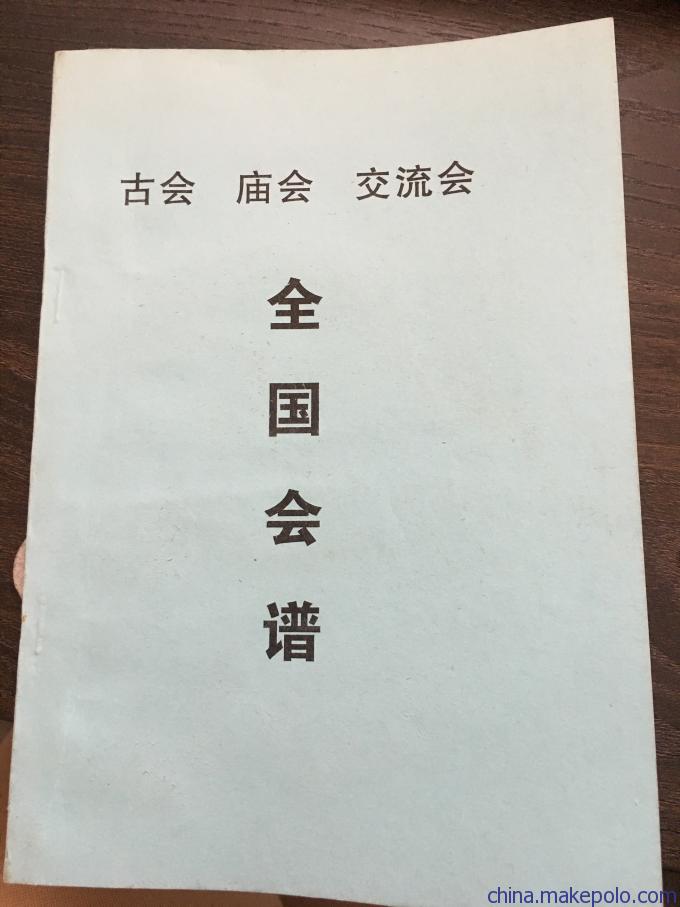 古会 庙会 交流会
全
国
会
谱
china.makepolo.com